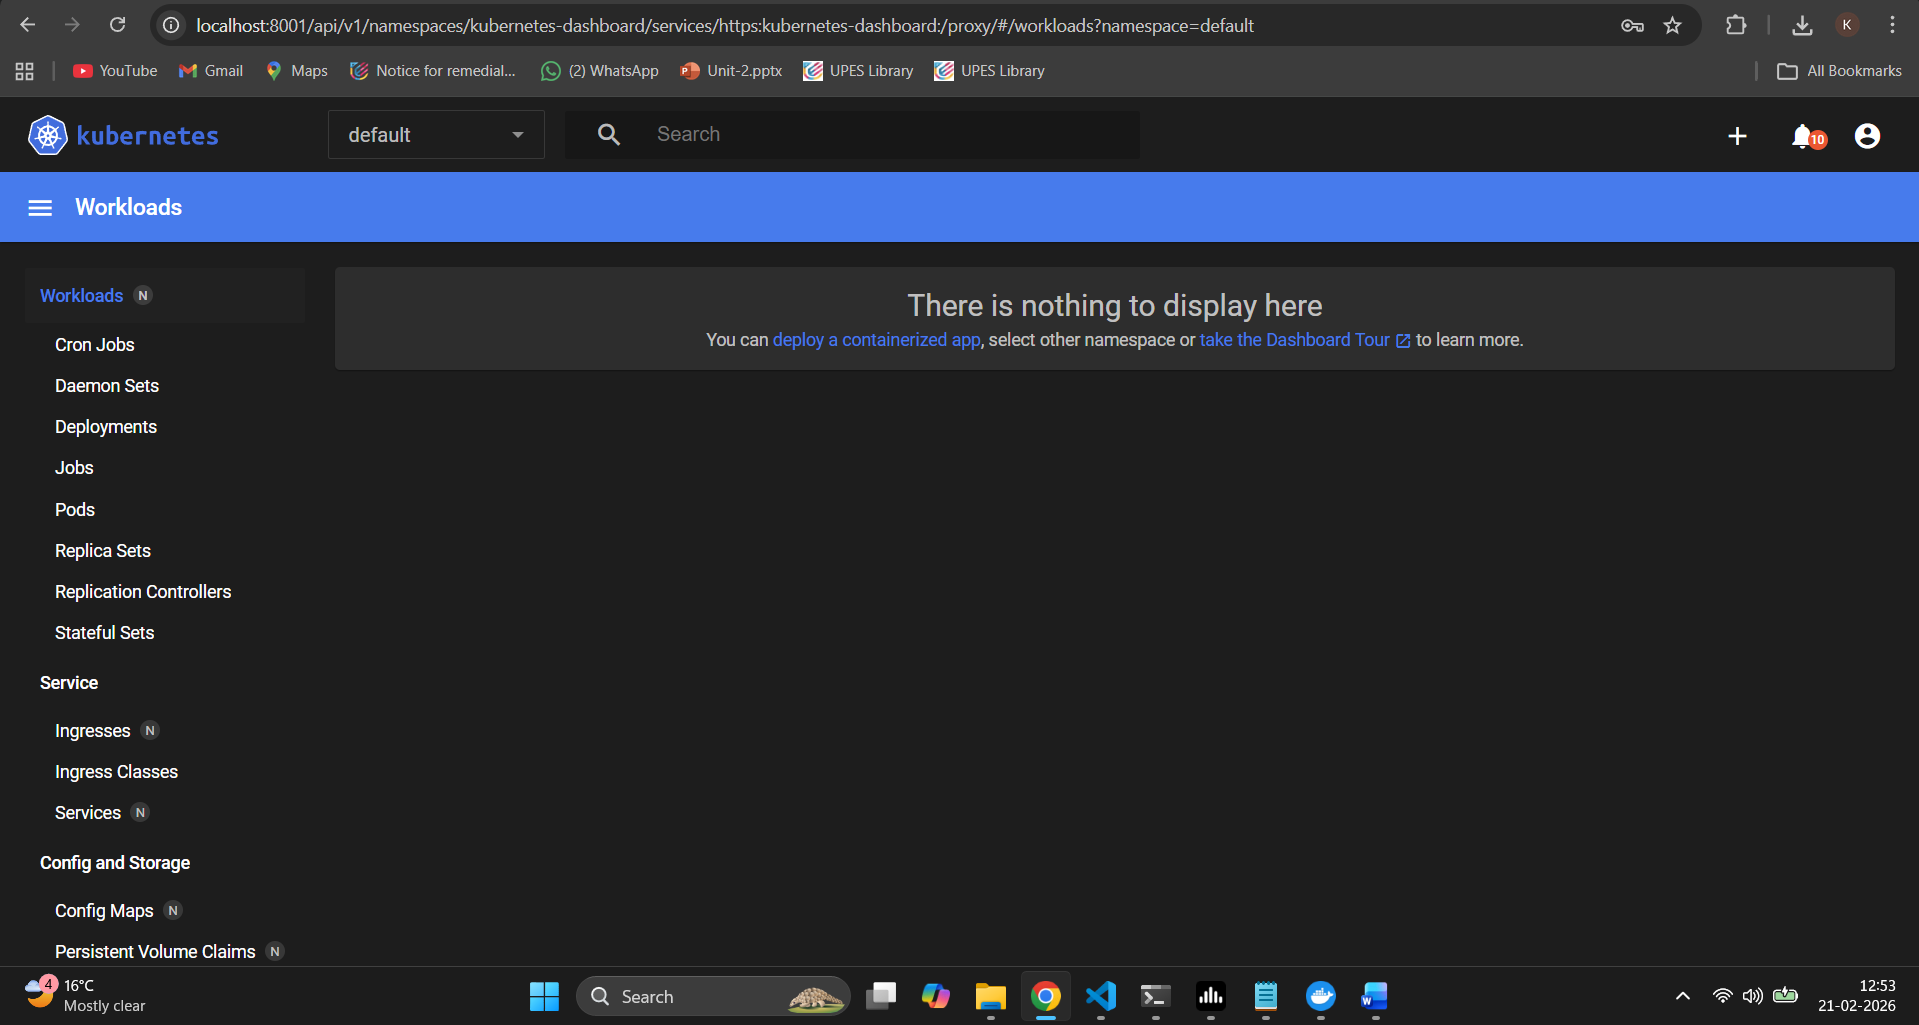 localhost:8001/api/v1/namespaces/kubernetes-dashboard/services/https:kubernetes-dashboard:/proxy/#/workloads?namespace=default
K
YouTube
Gmail
Maps
Notice for remedial...
(2) WhatsApp
Unit-2.pptx
UPES Library
UPES Library
All Bookmarks
kubernetes
default
Search
10
Workloads
Workloads N
Cron Jobs
Daemon Sets
Deployments
Jobs
Pods
Replica Sets
Replication Controllers
Stateful Sets
Service
Ingresses N
Ingress Classes
Services N
Config and Storage
Config Maps N
Persistent Volume Claims N
There is nothing to display here
You can deploy a containerized app, select other namespace or take the Dashboard Tour to learn more.
4
16°C
Mostly clear
Search
12:53
21-02-2026